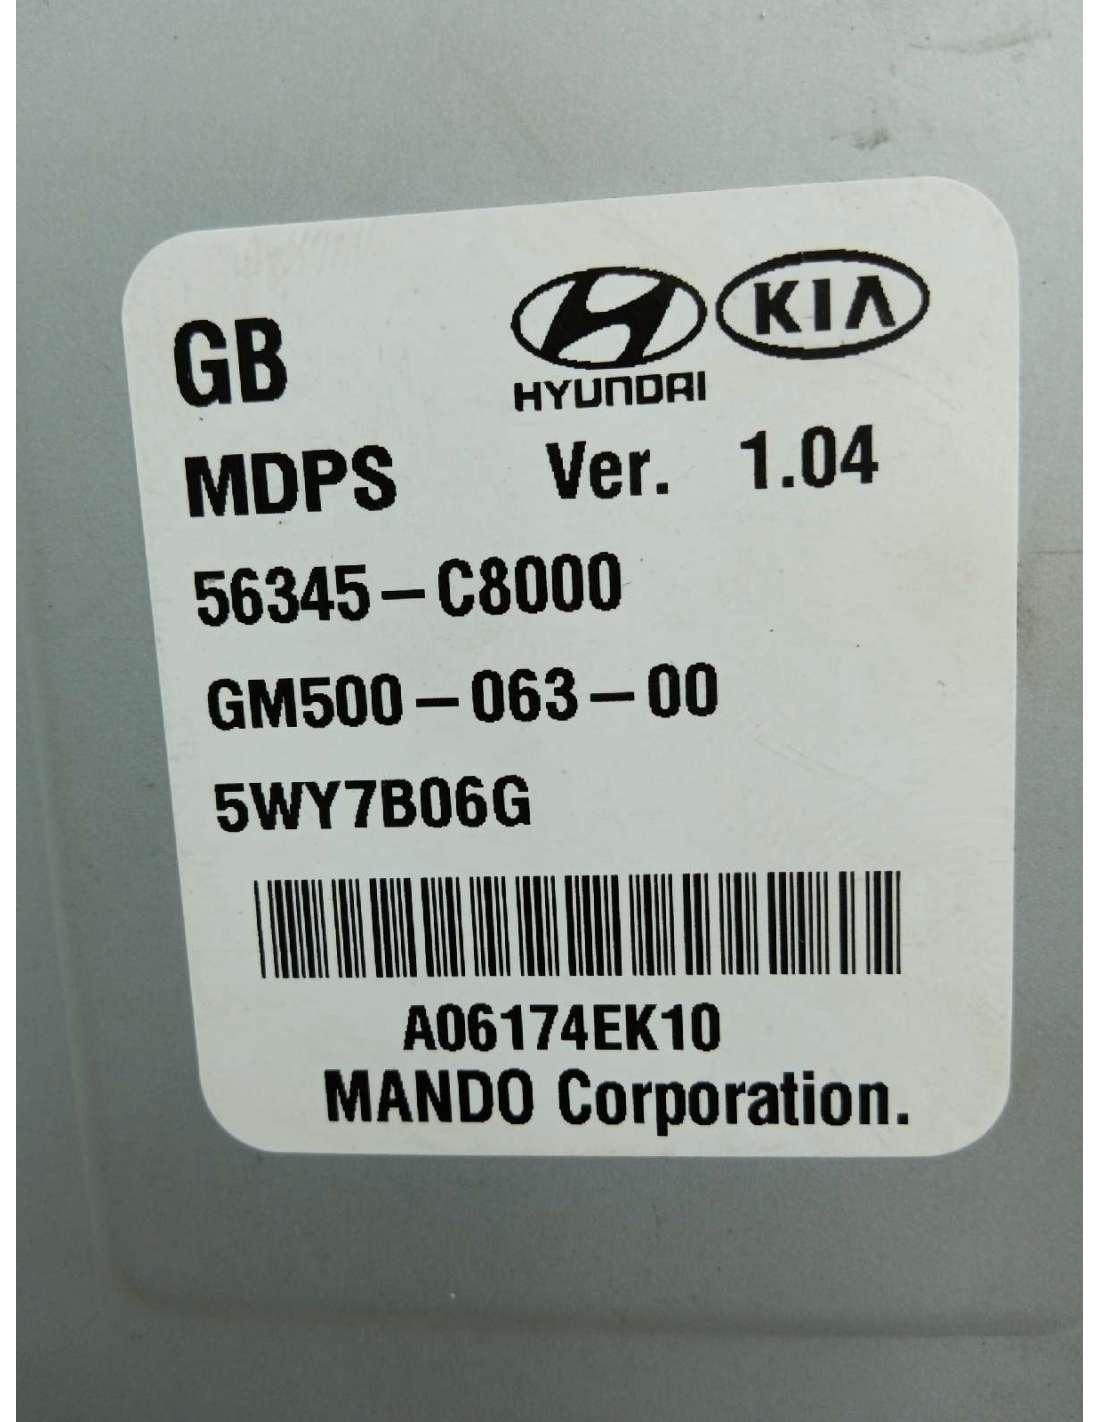 GB
HYUNDAI KIA
MDPS Ver. 1.04
56345-C8000
GM500-063-00
5WY7B06G
A06174EK10
MANDO Corporation.